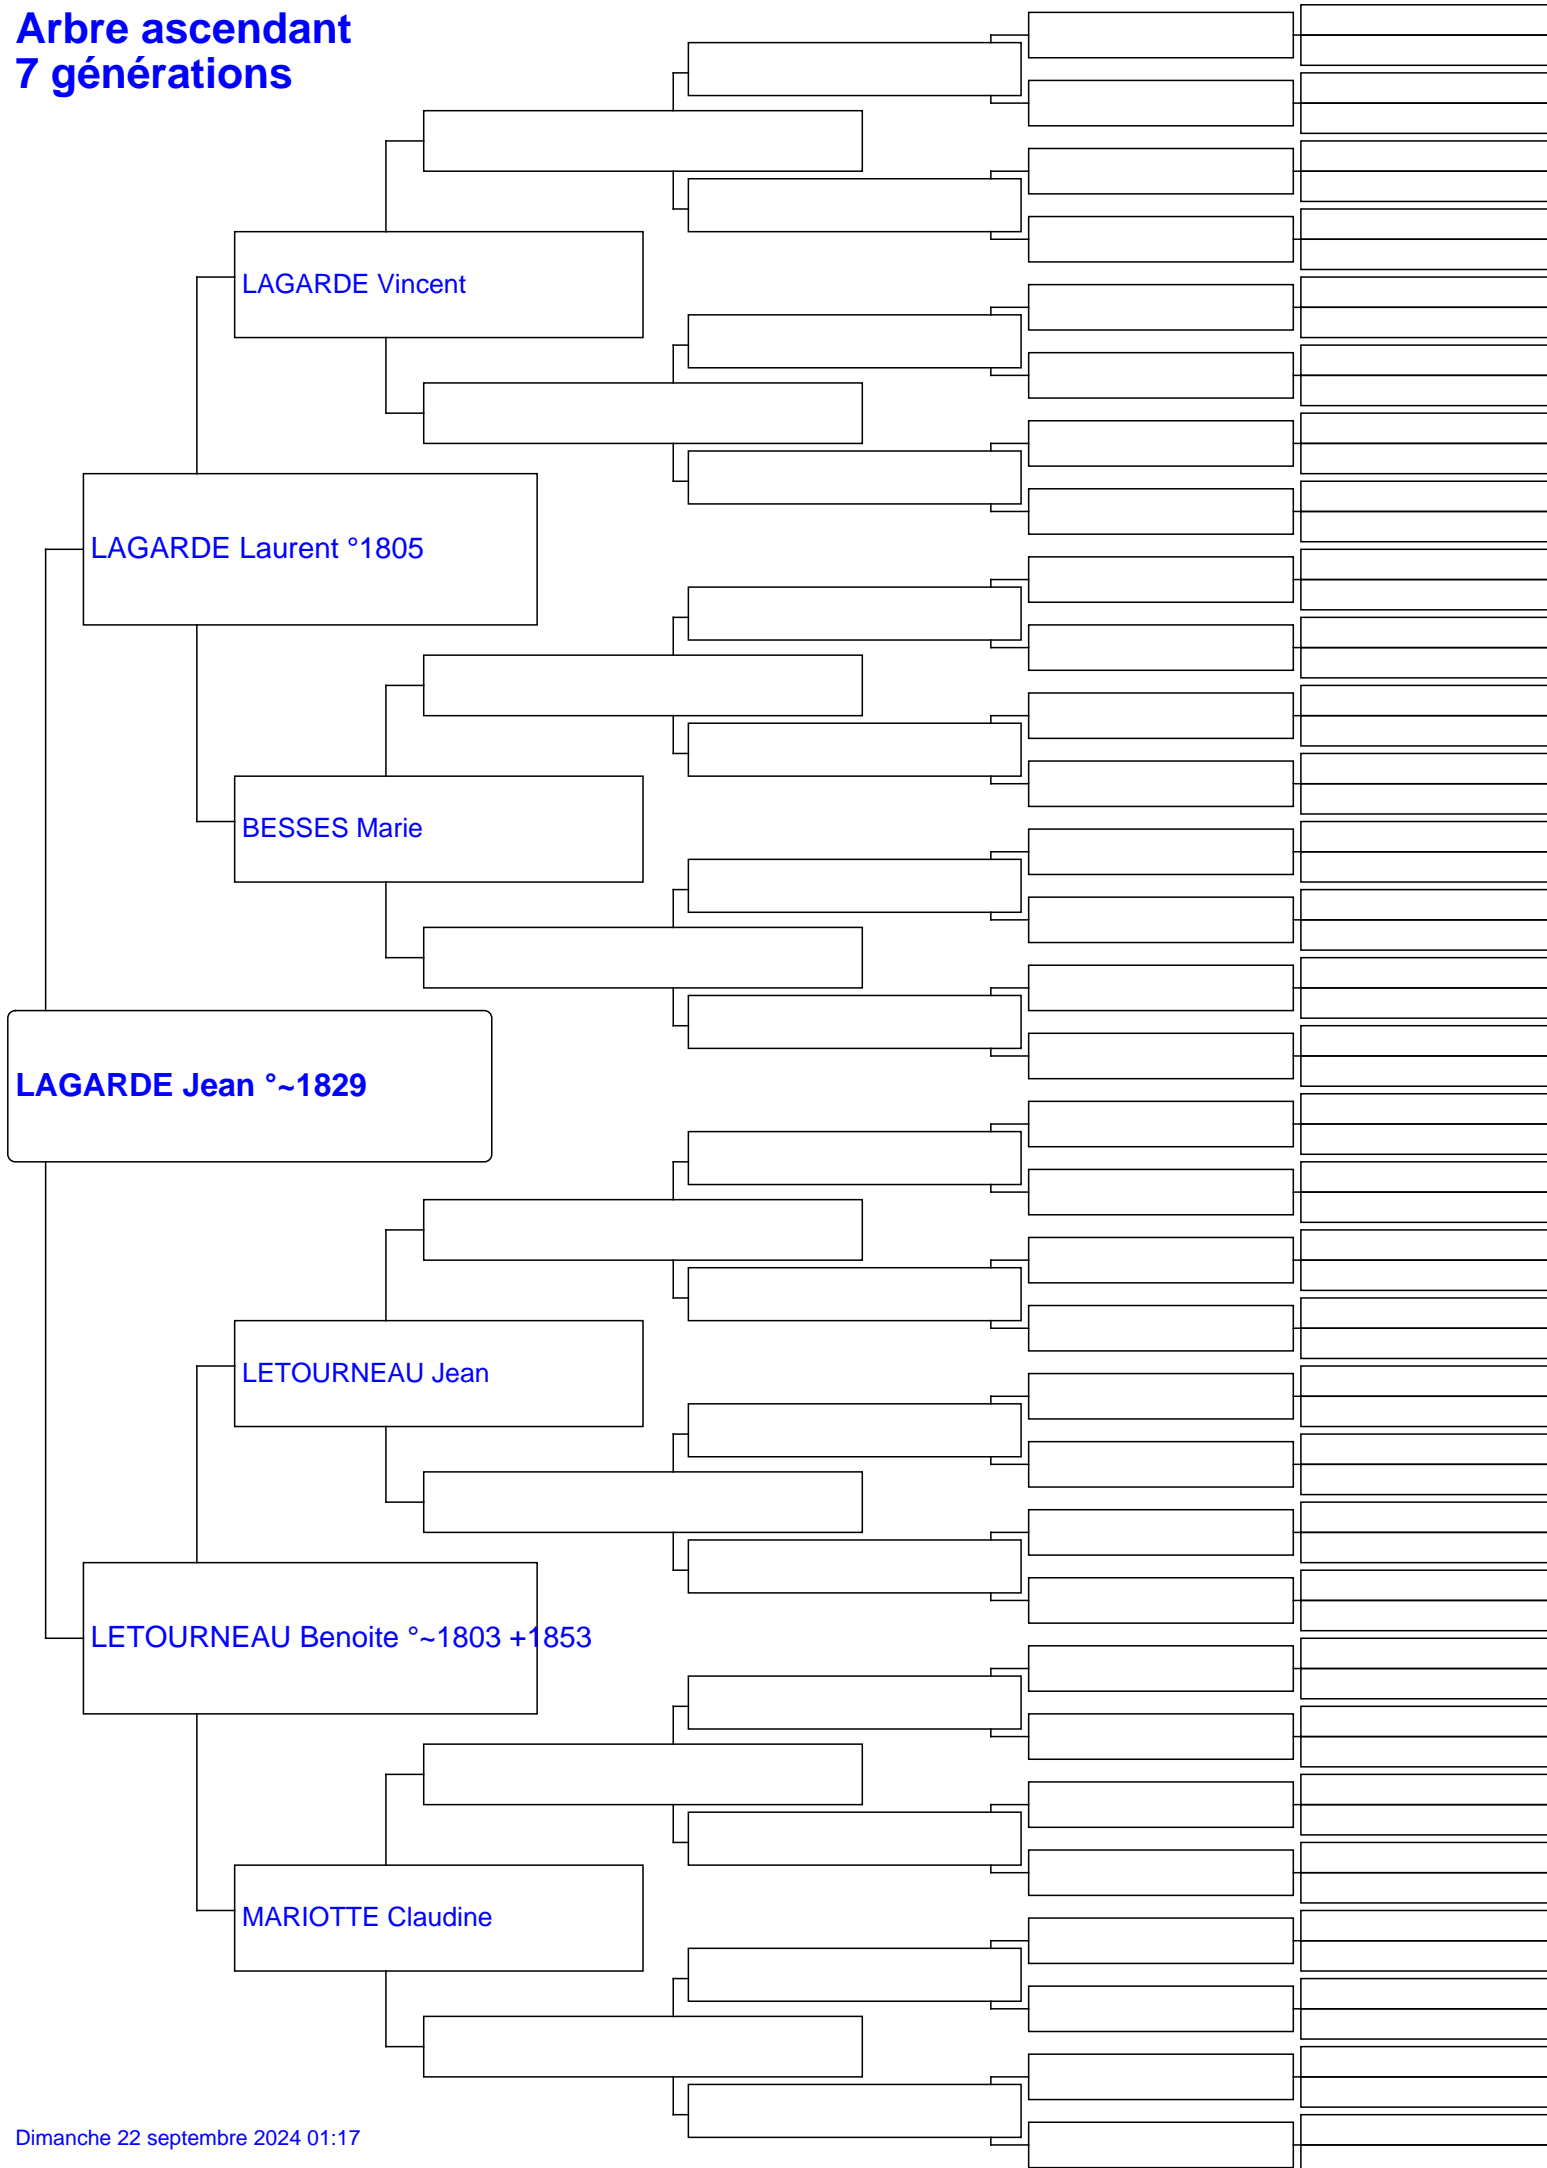 Arbre ascendant
7 générations
LAGARDE Vincent
LAGARDE Laurent °1805
BESSES Marie
LAGARDE Jean °~1829
LETOURNEAU Jean
LETOURNEAU Benoite °~1803 +1853
MARIOTTE Claudine
Dimanche 22 septembre 2024 01:17